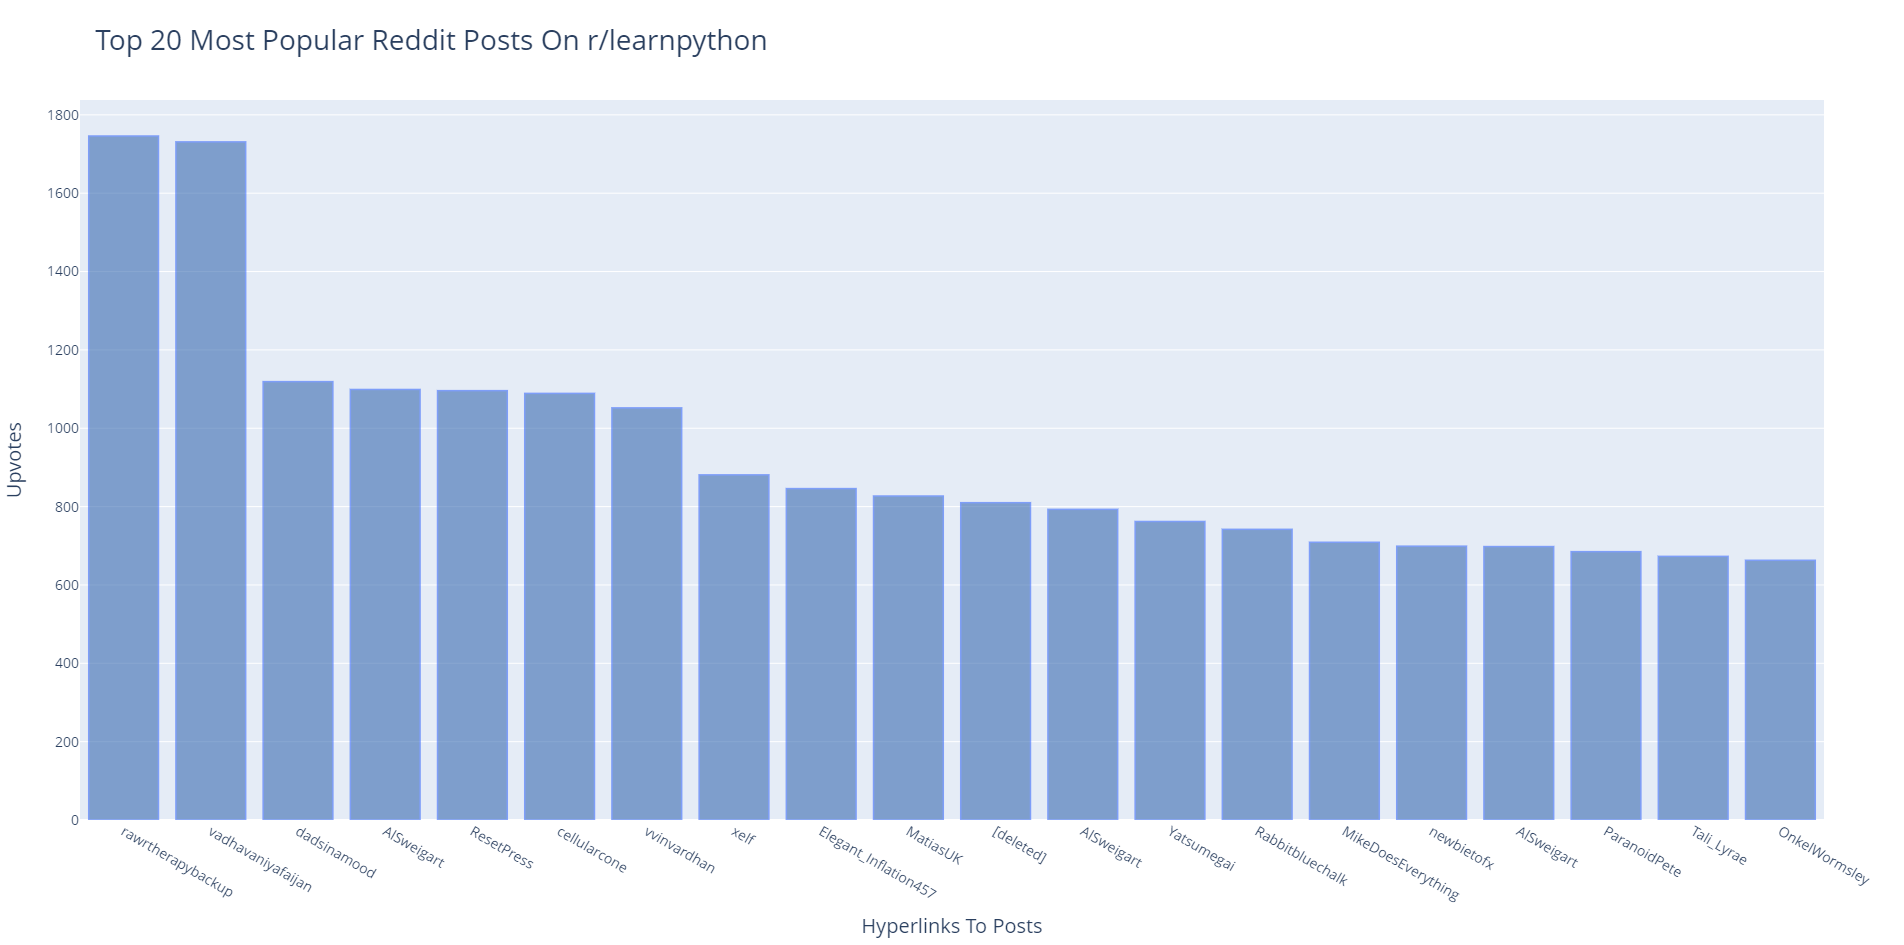 Top 20 Most Popular Reddit Posts On r/learnpython
Upvotes
1800
1600
1400
1200
1000
800
600
400
200
0
rawrtherapybackup
vadhavaniyafaijan
dadsinamood
AlSweigart
ResetPress
cellularcone
vvinvardhan
xelf
Elegant_Inflation457
MatiasUK
[deleted]
AlSweigart
Yatsumegai
Rabbitbluechalk
MikeDoesEverything
newbietofx
AlSweigart
ParanoidPete
Tali_Lyrae
OnkelWormsley
Hyperlinks To Posts